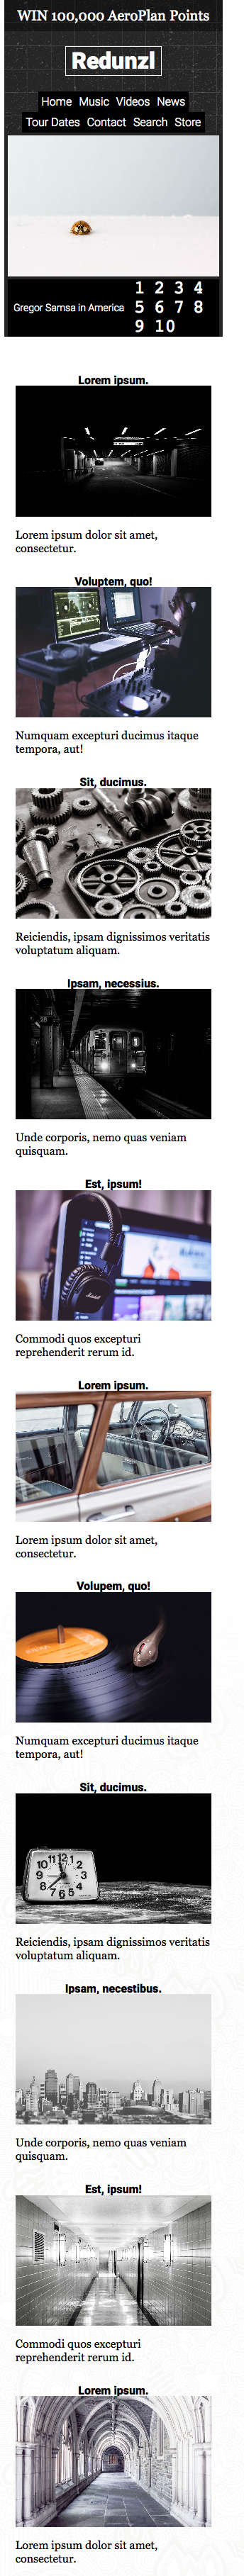 WIN 100,000 AeroPlan Points
Redunzl
Home Music Videos News
Tour Dates Contact Search Store
Gregor Samsa in America
1 2 3 4
5 6 7 8
9 10
Lorem ipsum.
Lorem ipsum dolor sit amet,
consectetur.
Voluptem, quo!
Numquam excepturi ducimus itaque
tempora, aut!
Sit, ducimus.
Reiciendis, ipsam dignissimos veritatis
voluptatum aliquam.
Ipsam, necessius.
Unde corporis, nemo quas veniam
quisquam.
Est, ipsum!
Commodi quos excepturi
reprehenderit rerum id.
Lorem ipsum.
Lorem ipsum dolor sit amet,
consectetur.
Volupem, quo!
Numquam excepturi ducimus itaque
tempora, aut!
Sit, ducimus.
Reiciendis, ipsam dignissimos veritatis
voluptatum aliquam.
Ipsam, necestibus.
Unde corporis, nemo quas veniam
quisquam.
Est, ipsum!
Commodi quos excepturi
reprehenderit rerum id.
Lorem ipsum.
Lorem ipsum dolor sit amet,
consectetur.